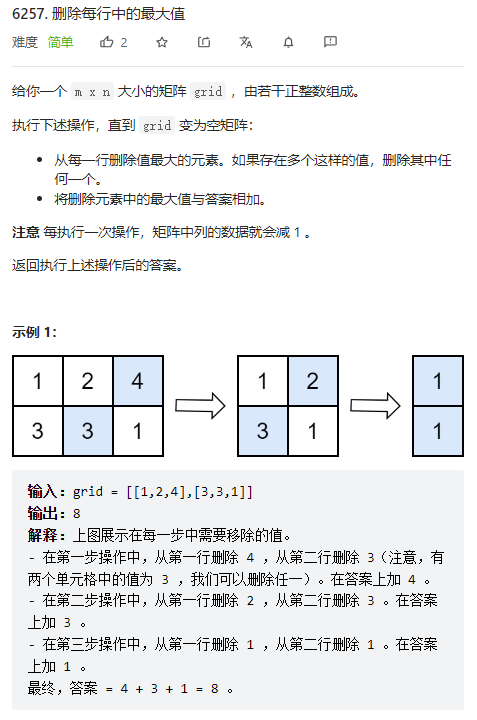 6257. 删除每行中的最大值
难度 简单 2
给你一个 m x n 大小的矩阵 grid ，由若干正整数组成。
执行下述操作，直到 grid 变为空矩阵：
• 从每一行删除值最大的元素。如果存在多个这样的值，删除其中任
何一个。
• 将删除元素中的最大值与答案相加。
注意 每执行一次操作，矩阵中列的数据就会减 1 。
返回执行上述操作后的答案。
示例 1：
1 2 4 1 2 1
3 3 1 3 1 1
输入：grid = [[1,2,4],[3,3,1]]
输出：8
解释：上图展示在每一步中需要移除的值。
- 在第一步操作中，从第一行删除 4 ，从第二行删除 3（注意，有
两个单元格中的值为 3 ，我们可以删除任一）。在答案上加 4 。
- 在第二步操作中，从第一行删除 2 ，从第二行删除 3 。在答案
上加 3 。
- 在第三步操作中，从第一行删除 1 ，从第二行删除 1 。在答案
上加 1 。
最终，答案 = 4 + 3 + 1 = 8 。